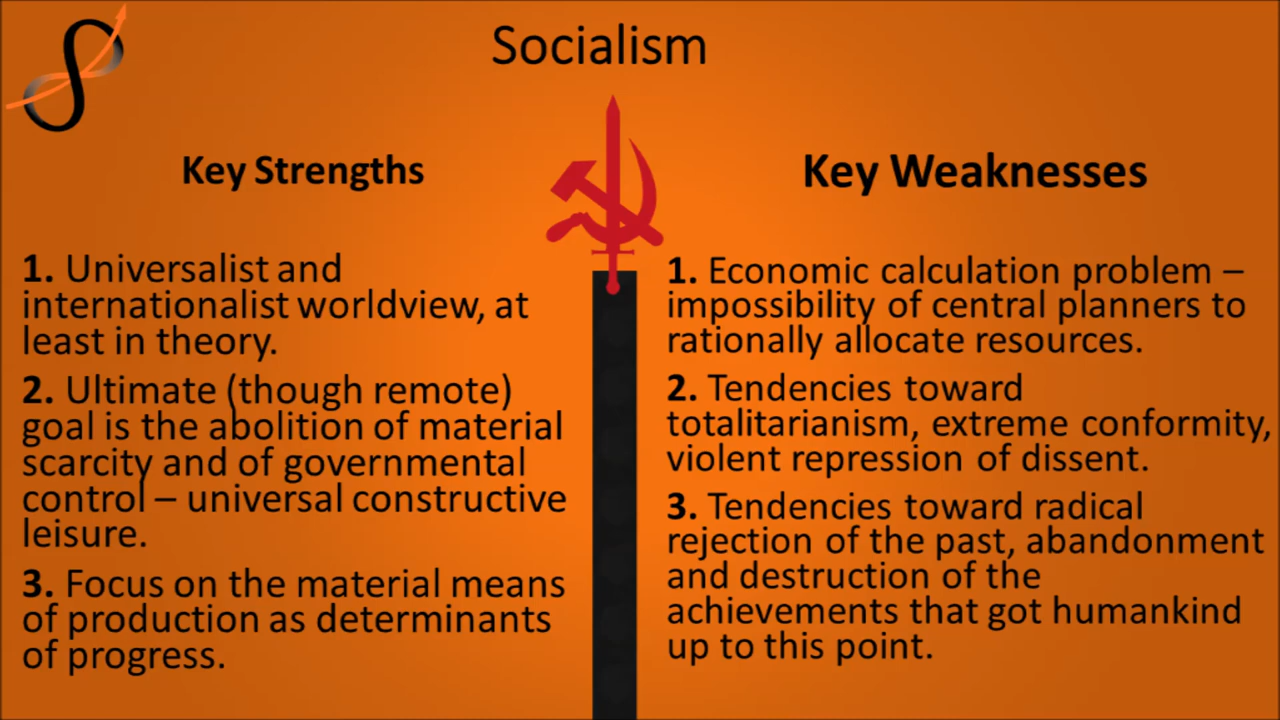 Socialism
Key Strengths
1. Universalist and
internationalist worldview, at
least in theory.
2. Ultimate (though remote)
goal is the abolition of material
scarcity and of governmental
control – universal constructive
leisure.
3. Focus on the material means
of production as determinants
of progress.
Key Weaknesses
1. Economic calculation problem –
impossibility of central planners to
rationally allocate resources.
2. Tendencies toward
totalitarianism, extreme conformity,
violent repression of dissent.
3. Tendencies toward radical
rejection of the past, abandonment
and destruction of the
achievements that got humankind
up to this point.